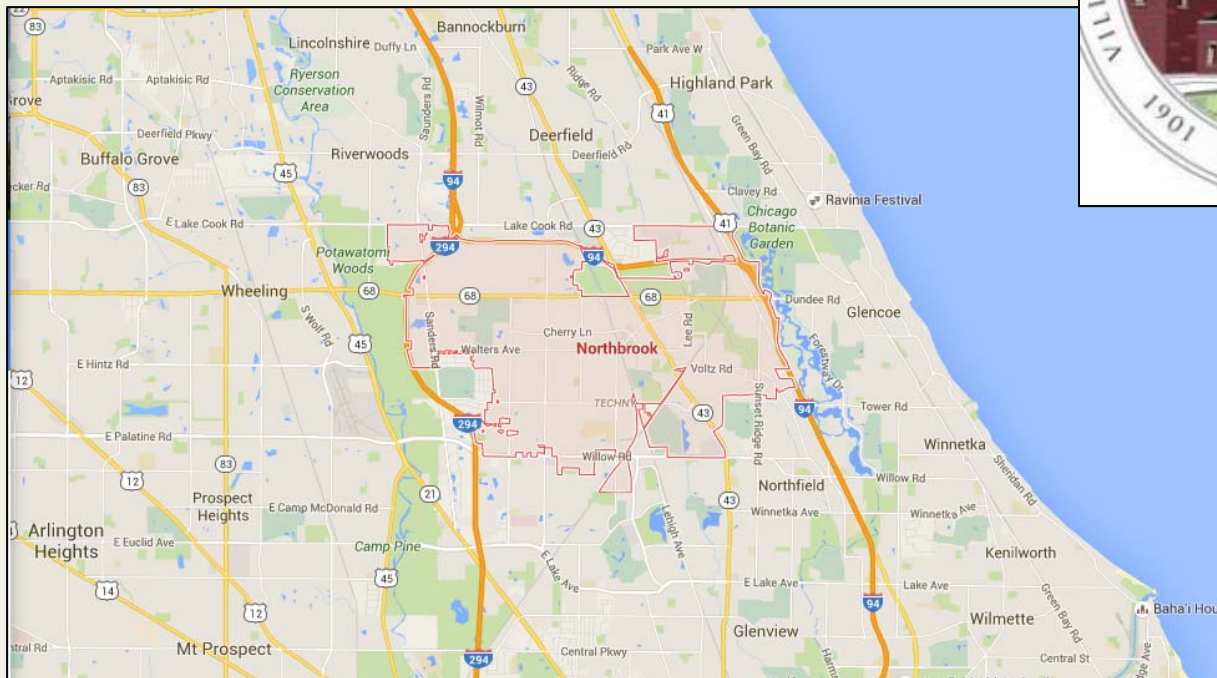 Bannockburn
83
Lincolnshire
Duffy Ln
Park Ave W
Aptakisic Rd
Aptakisic Rd
Ryerson
Conservation
Area
Saunders Rd
Wilmot Rd
43
Ridge Rd
Highland Park
41
Green Bay Rd
Deerfield Pkwy
Deerfield
Deerfield Rd
Buffalo Grove
45
Riverwoods
83
94
Clavey Rd
Ravinia Festival
E Lake Cook Rd
Lake Cook Rd
43
41
Chicago
Botanic
Garden
294
94
Potawatomi
Woods
Wheeling
68
68
68
Dundee Rd
Glencoe
S Wolf Rd
45
Sanders Rd
Cherry Ln
Lee Rd
Walters Ave
Northbrook
Forestway Dr
E Hintz Rd
12
Voltz Rd
TECHNY
Sunset Ridge Rd
43
94
Tower Rd
294
E Palatine Rd
Winnetka
83
Willow Rd
Willow Rd
Sheridan Rd
12
Prospect
Heights
21
43
Northfield
E Camp McDonald Rd
Winnetka Ave
Winnetka Ave
Arlington
Heights
E Euclid Ave
Camp Pine
Lehigh Ave
Kenilworth
E Lake Ave
E Lake Ave
Lake Ave
45
14
12
94
Green Bay Rd
Wilmette
Glenview
Mt Prospect
294
Central Pkwy
Central St
1901